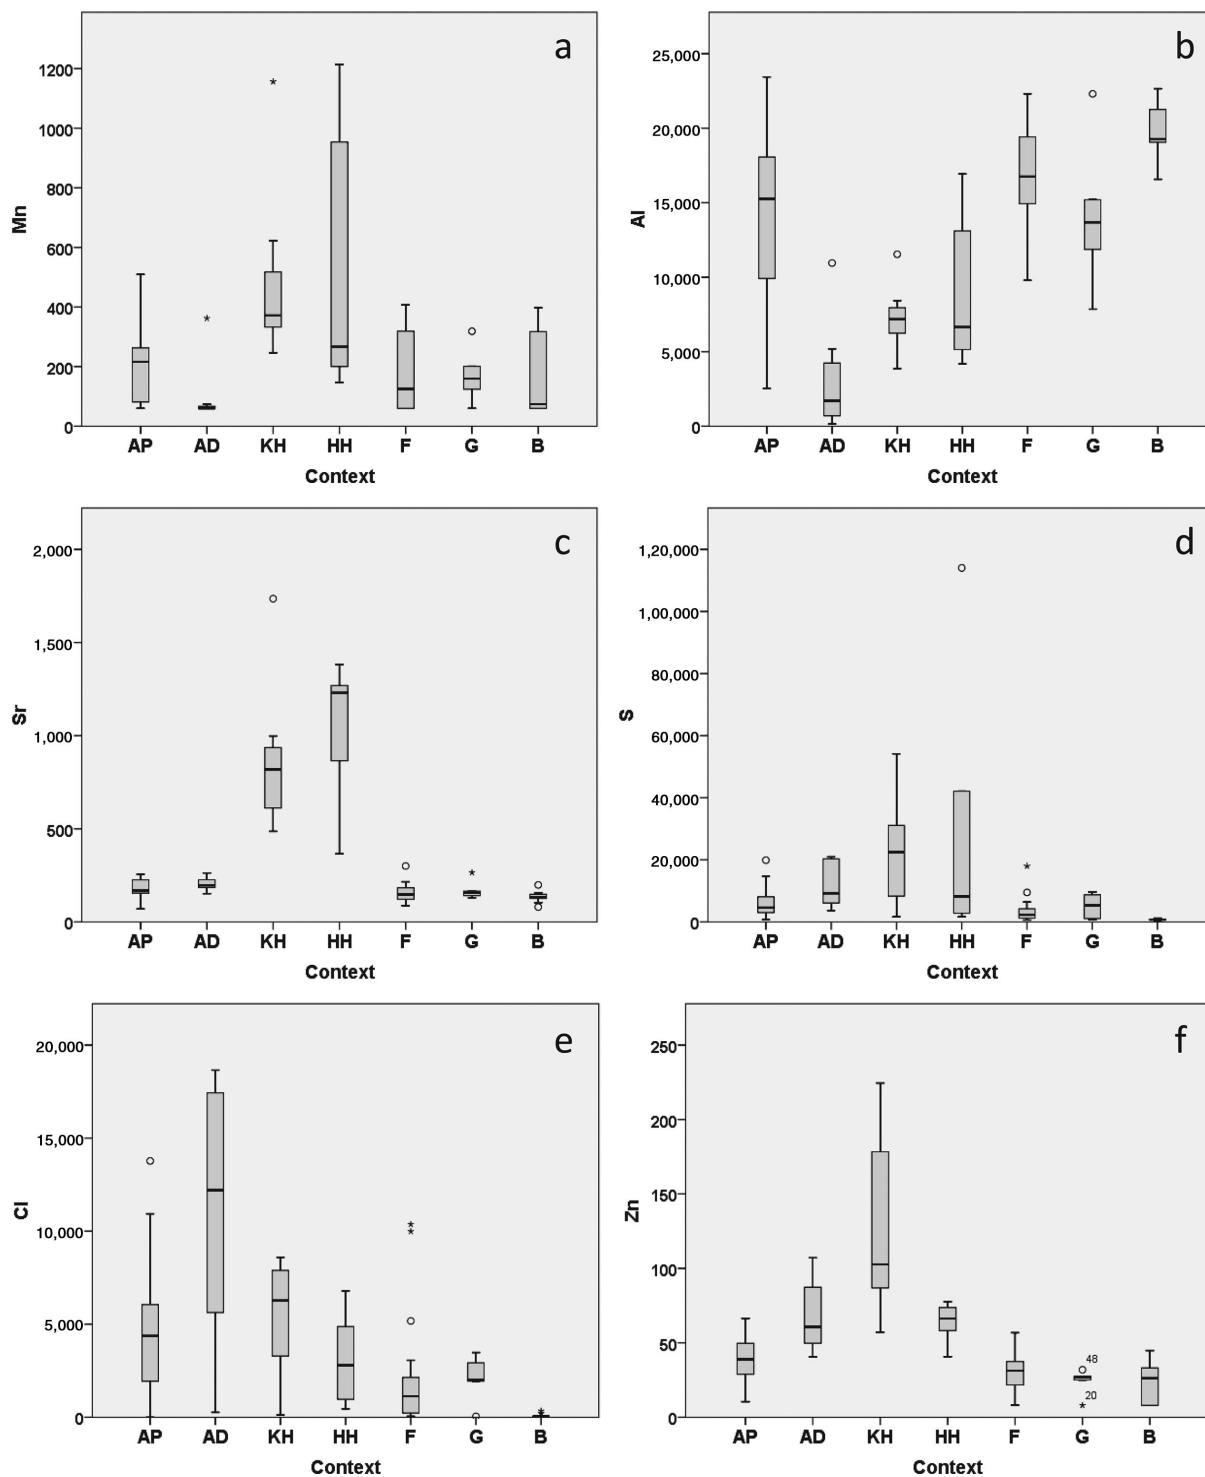 a
1200
1000
800
600
400
200
0
Mn
AP AD KH HH F G B
Context
b
25,000
20,000
15,000
10,000
5,000
0
Al
AP AD KH HH F G B
Context
c
2,000
1,500
1,000
500
0
Sr
AP AD KH HH F G B
Context
d
1,20,000
1,00,000
80,000
60,000
40,000
20,000
0
S
AP AD KH HH F G B
Context
e
20,000
15,000
10,000
5,000
0
Cl
AP AD KH HH F G B
Context
f
250
200
150
100
50
0
Zn
48
20
AP AD KH HH F G B
Context